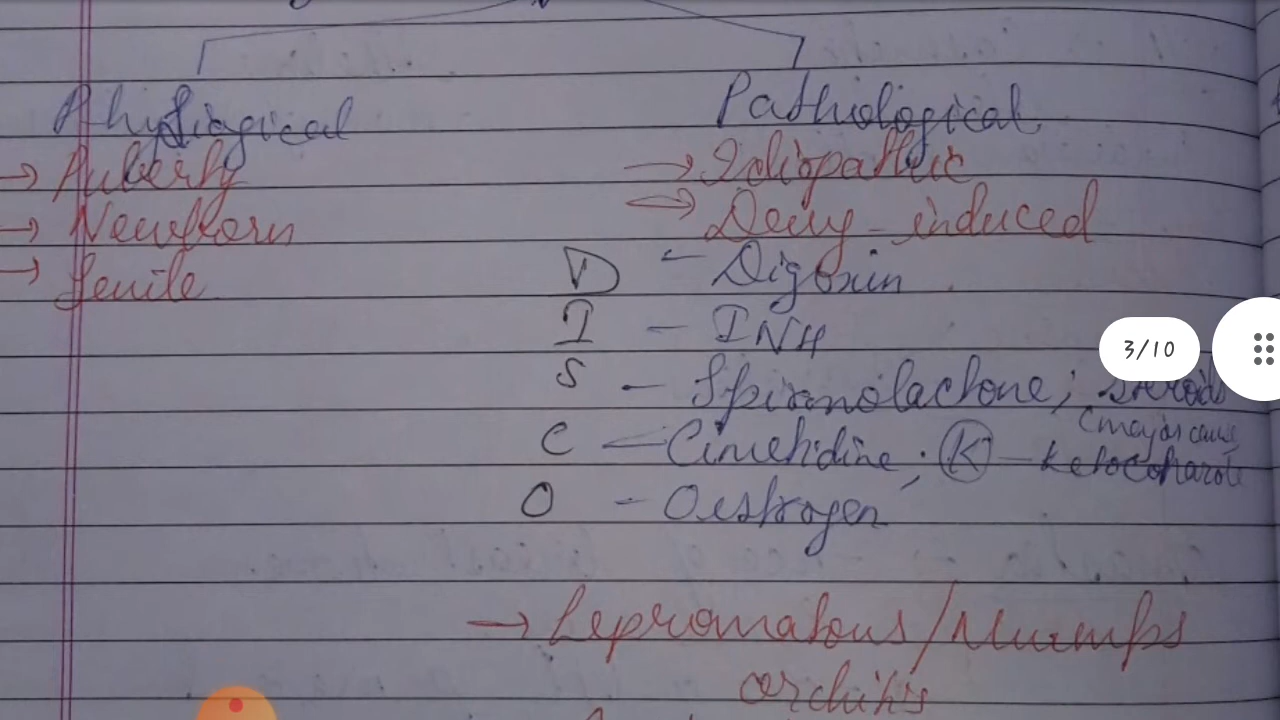 Physiogical
Pathological
→ Puberty
→ Idiopathic
→ Newborn
⇒ Drug induced
→ Senile
D - Digoxin
I - INH
3/10
S - Spironolactone; steroids
(major cause
C - Cimetidine; K - ketoconazole
O - Oestrogen
→ Lepromatous/Mumps
orchitis